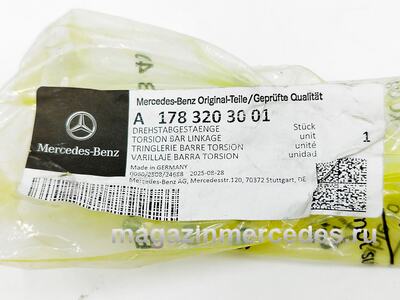 Mercedes-Benz Original-Teile/Geprüfte Qualität
A 178 320 30 01
DREHSTABGESTAENGE Stück
TORSION BAR LINKAGE unit 1
TRINGLERIE BARRE TORSION unité
VARILLAJE BARRA TORSION unidad
Made in GERMANY
2025-08-28
Mercedes-Benz AG, Mercedesstr.120, 70372 Stuttgart, DE
Mercedes-Benz
magazinmercedes.ru